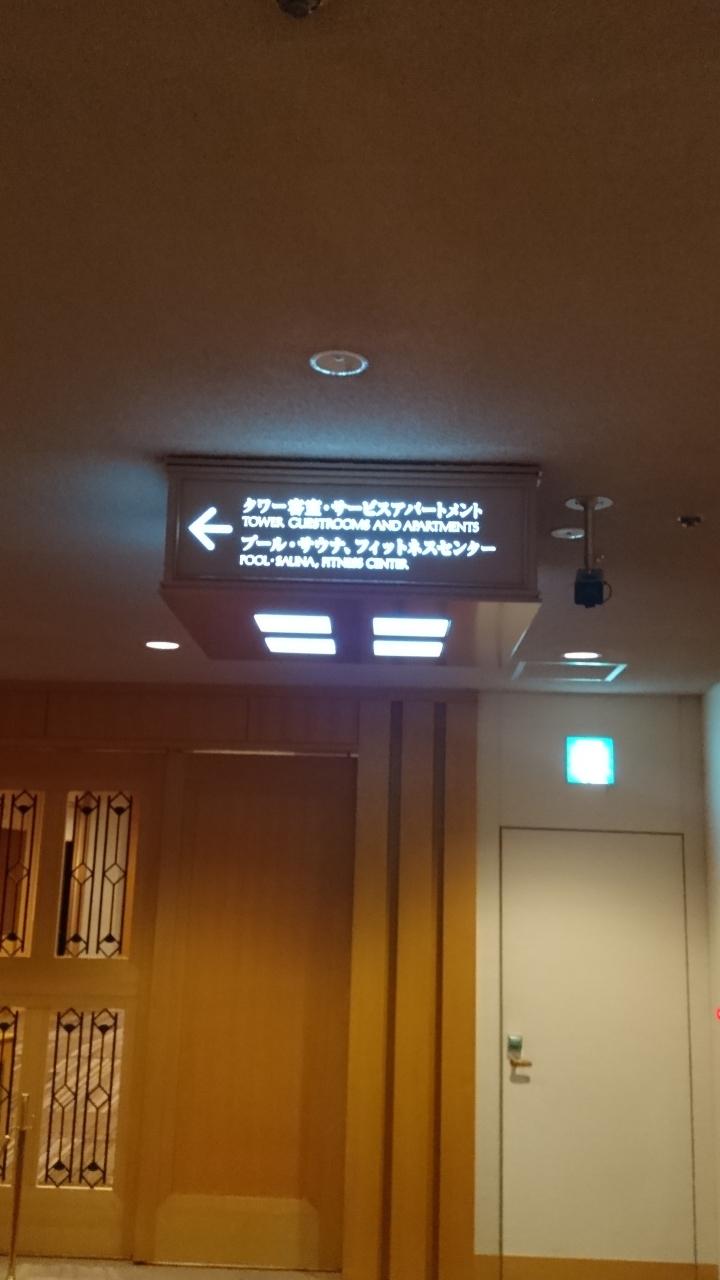 タワー客室・サービスアパートメント
TOWER GUESTROOMS AND APARTMENTS
プール・サウナ、フィットネスセンター
POOL・SAUNA, FITNESS CENTER